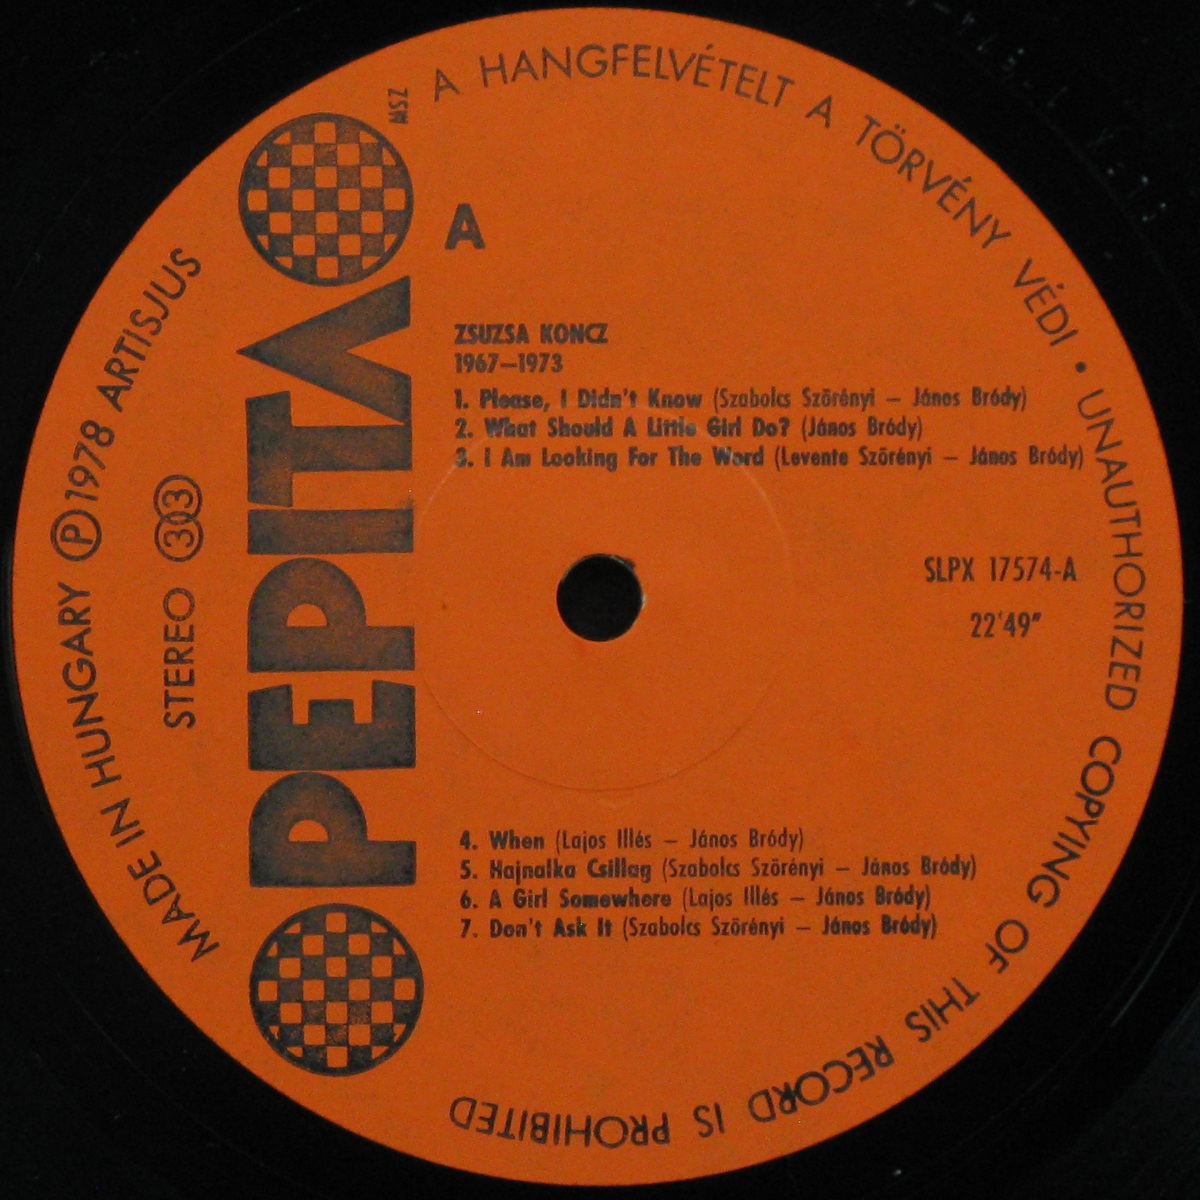 A HANGFELVÉTELT A TÖRVÉNY VÉDI • UNAUTHORIZED COPYING OF THIS RECORD IS PROHIBITED
MADE IN HUNGARY Ⓟ 1978 ARTISJUS
MSZ
PEPITA
STEREO 33
A
ZSUZSA KONCZ
1967–1973
1. Please, I Didn't Know (Szabolcs Szörényi – János Bródy)
2. What Should A Little Girl Do? (János Bródy)
3. I Am Looking For The Word (Levente Szörényi – János Bródy)
SLPX 17574-A
22'49"
4. When (Lajos Illés – János Bródy)
5. Hajnalka Csillag (Szabolcs Szörényi – János Bródy)
6. A Girl Somewhere (Lajos Illés – János Bródy)
7. Don't Ask It (Szabolcs Szörényi – János Bródy)